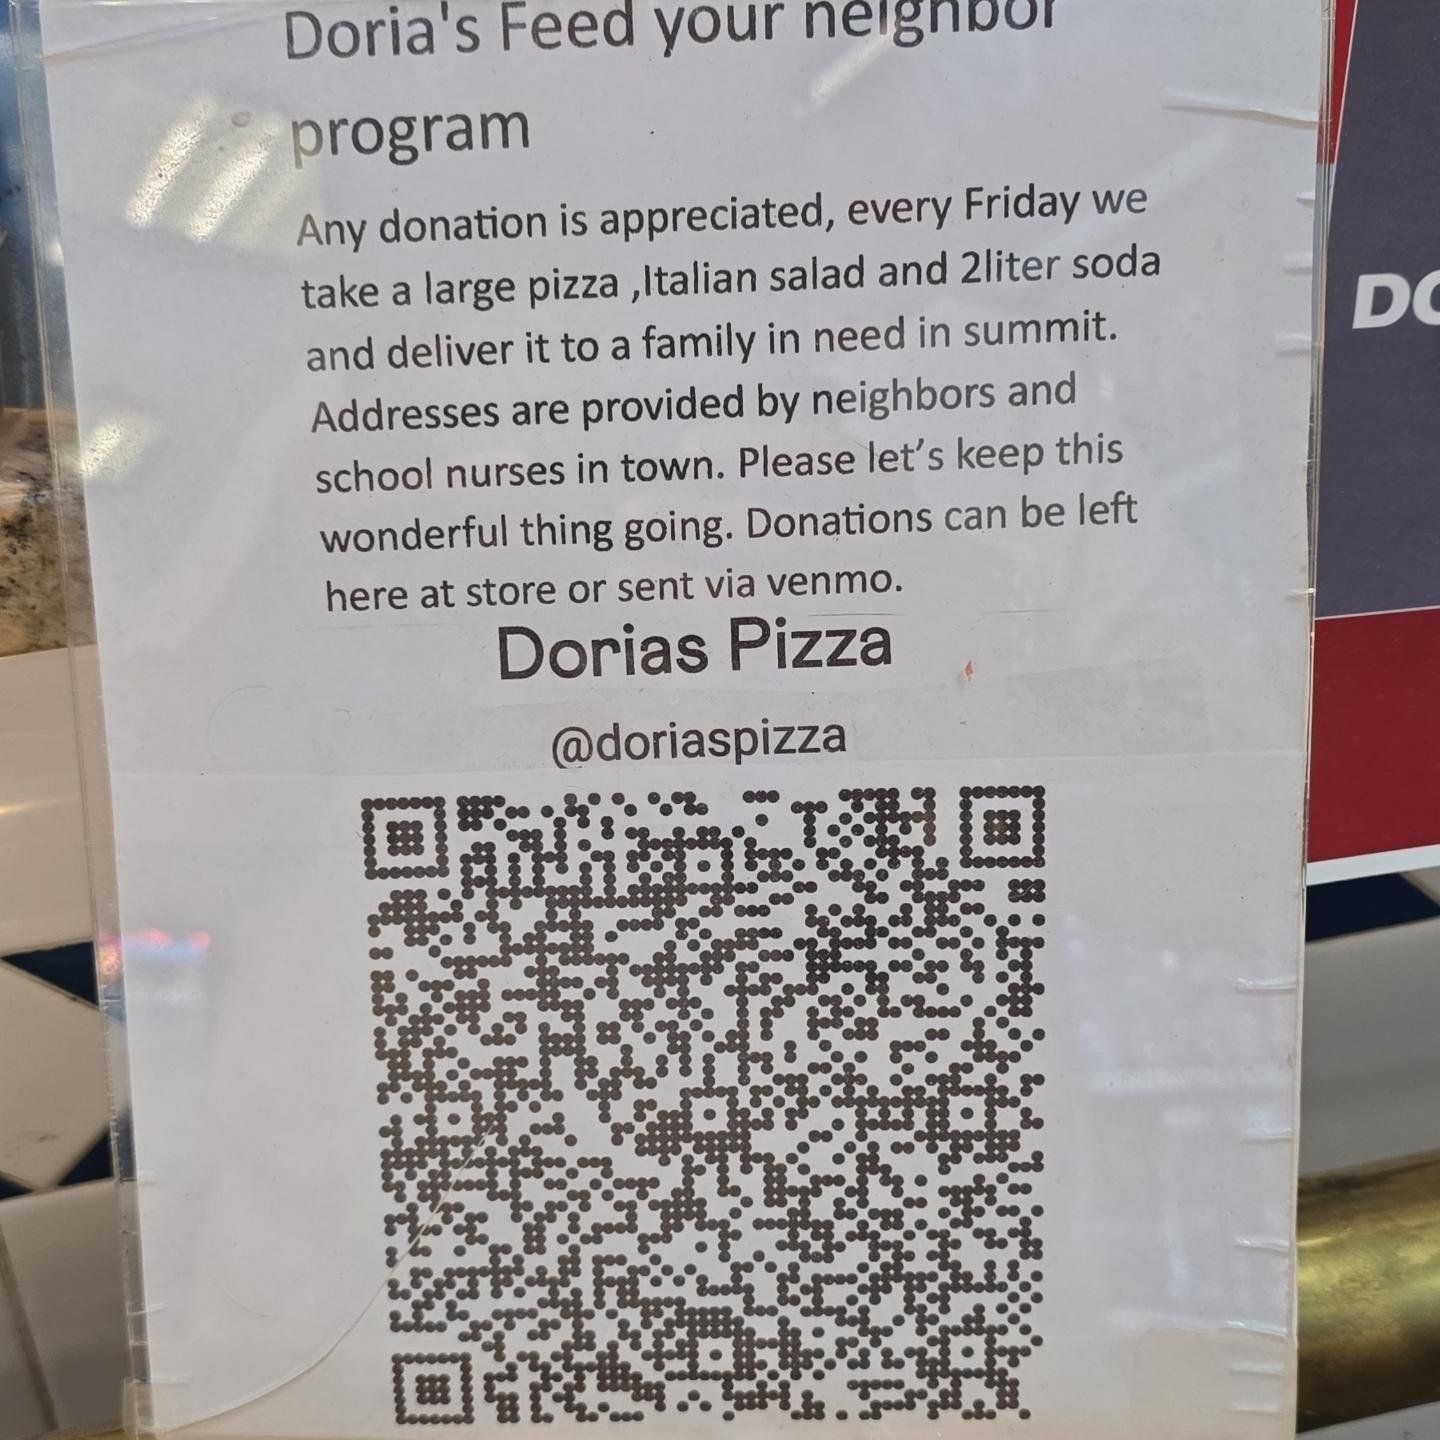 Doria's Feed your neighbor
program
Any donation is appreciated, every Friday we
take a large pizza ,Italian salad and 2liter soda
and deliver it to a family in need in summit.
Addresses are provided by neighbors and
school nurses in town. Please let’s keep this
wonderful thing going. Donations can be left
here at store or sent via venmo.
Dorias Pizza
@doriaspizza